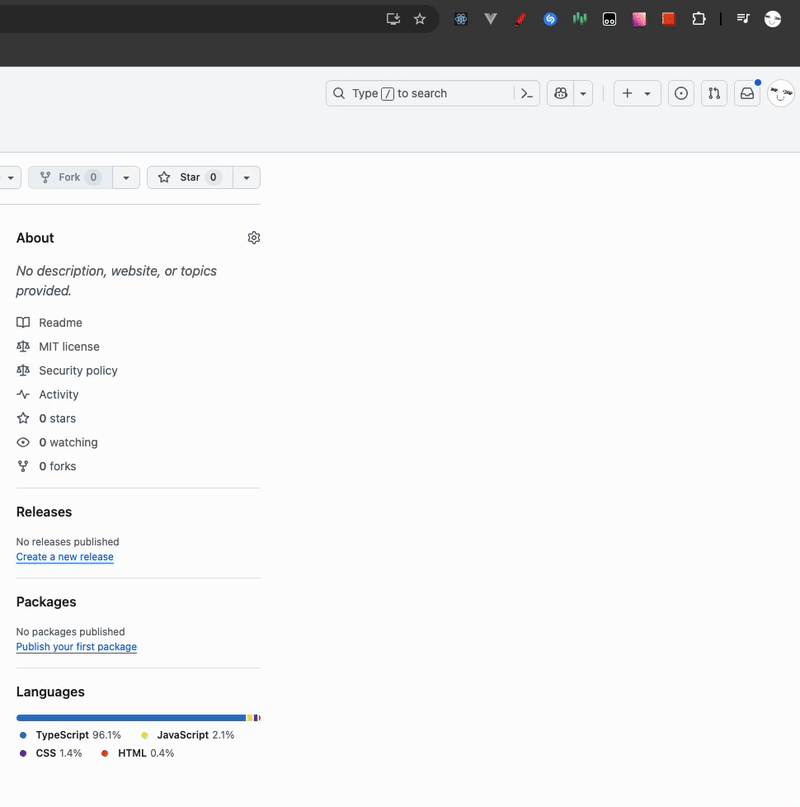 Type / to search
Fork 0
Star 0
About
No description, website, or topics
provided.
Readme
MIT license
Security policy
Activity
0 stars
0 watching
0 forks
Releases
No releases published
Create a new release
Packages
No packages published
Publish your first package
Languages
TypeScript 96.1% JavaScript 2.1%
CSS 1.4% HTML 0.4%